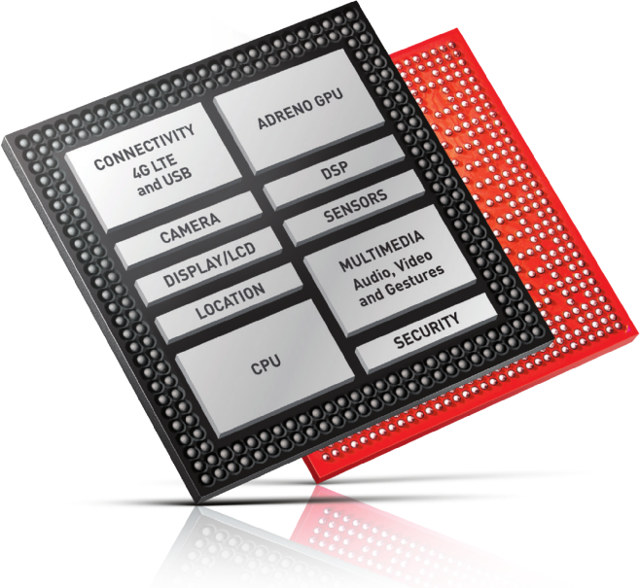 CONNECTIVITY
4G LTE
and USB
CAMERA
DISPLAY/LCD
LOCATION
CPU
ADRENO GPU
DSP
SENSORS
MULTIMEDIA
Audio, Video
and Gestures
SECURITY